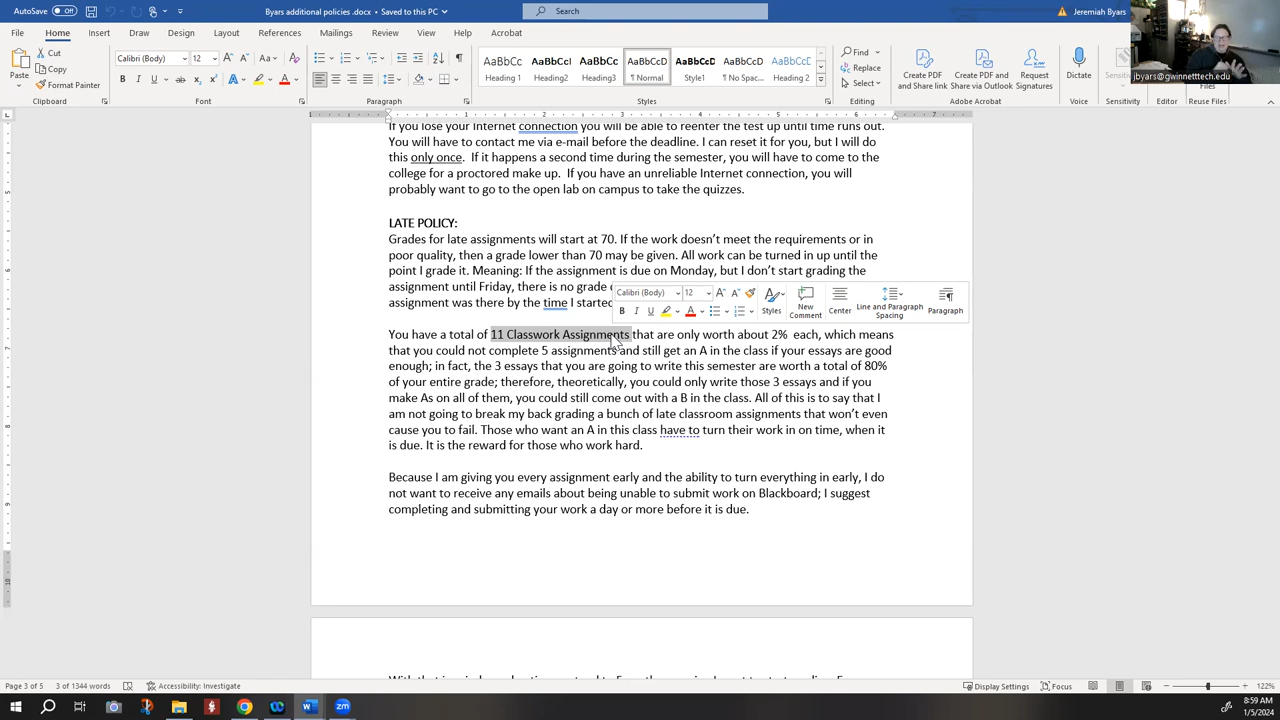 AutoSave Off Byars additional policies .docx • Saved to this PC Search Jeremiah Byars
File Home Insert Draw Design Layout References Mailings Review View Help Acrobat
Paste Cut Copy Format Painter Clipboard
Calibri (Body) 12 Aa Font
Paragraph
AaBbCcD Heading 1 AaBbCcI Heading2 AaBbCc Heading3 AaBbCcD ¶ Normal AaBbCcD Style1 AaBbCcD ¶ No Spac... AaBbCcD Heading 2 Styles
Find Replace Select Editing
Create PDF and Share link Create PDF and Share via Outlook Request Signatures Adobe Acrobat
Dictate Voice Sensitivity Editor Files Reuse Files
jbyars@gwinnetttech.edu
If you lose your Internet connection you will be able to reenter the test up until time runs out.
You will have to contact me via e-mail before the deadline. I can reset it for you, but I will do
this only once. If it happens a second time during the semester, you will have to come to the
college for a proctored make up. If you have an unreliable Internet connection, you will
probably want to go to the open lab on campus to take the quizzes.
LATE POLICY:
Grades for late assignments will start at 70. If the work doesn't meet the requirements or in
poor quality, then a grade lower than 70 may be given. All work can be turned in up until the
point I grade it. Meaning: If the assignment is due on Monday, but I don't start grading the
assignment until Friday, there is no grade
assignment was there by the time I started
Calibri (Body) 12 Styles New Comment Center Line and Paragraph Spacing Paragraph
You have a total of 11 Classwork Assignments that are only worth about 2% each, which means
that you could not complete 5 assignments and still get an A in the class if your essays are good
enough; in fact, the 3 essays that you are going to write this semester are worth a total of 80%
of your entire grade; therefore, theoretically, you could only write those 3 essays and if you
make As on all of them, you could still come out with a B in the class. All of this is to say that I
am not going to break my back grading a bunch of late classroom assignments that won't even
cause you to fail. Those who want an A in this class have to turn their work in on time, when it
is due. It is the reward for those who work hard.
Because I am giving you every assignment early and the ability to turn everything in early, I do
not want to receive any emails about being unable to submit work on Blackboard; I suggest
completing and submitting your work a day or more before it is due.
Page 3 of 5 3 of 1344 words Accessibility: Investigate Display Settings Focus 122%
8:59 AM
1/5/2024